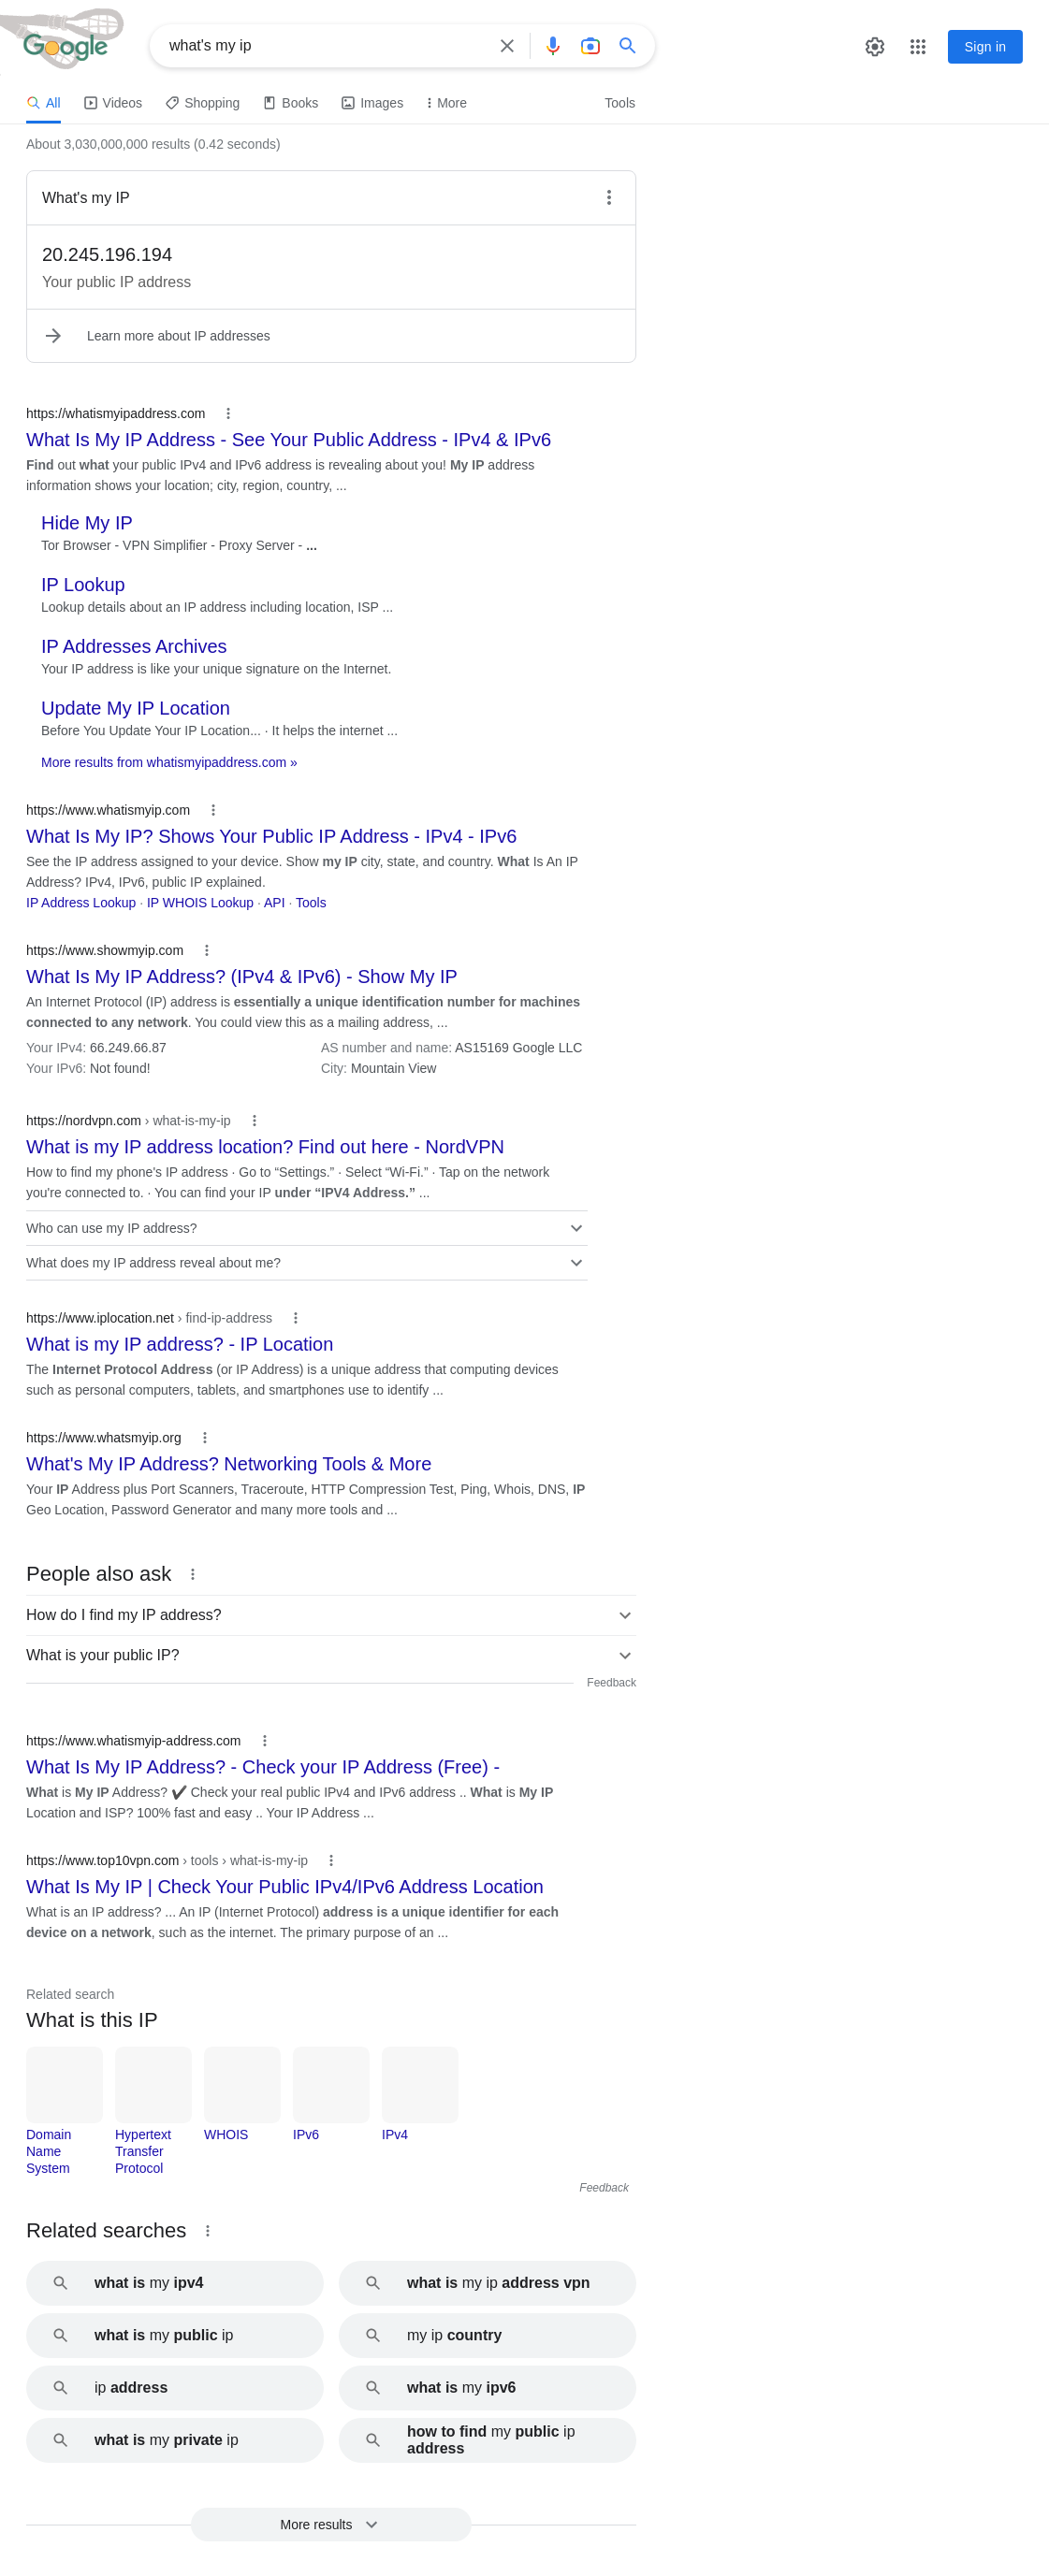 Google
what's my ip
Sign in
All
Videos
Shopping
Books
Images
More
Tools
About 3,030,000,000 results (0.42 seconds)
What's my IP
20.245.196.194
Your public IP address
Learn more about IP addresses
https://whatismyipaddress.com
What Is My IP Address - See Your Public Address - IPv4 & IPv6
Find out what your public IPv4 and IPv6 address is revealing about you! My IP address
information shows your location; city, region, country, ...
Hide My IP
Tor Browser - VPN Simplifier - Proxy Server - ...
IP Lookup
Lookup details about an IP address including location, ISP ...
IP Addresses Archives
Your IP address is like your unique signature on the Internet.
Update My IP Location
Before You Update Your IP Location... · It helps the internet ...
More results from whatismyipaddress.com »
https://www.whatismyip.com
What Is My IP? Shows Your Public IP Address - IPv4 - IPv6
See the IP address assigned to your device. Show my IP city, state, and country. What Is An IP
Address? IPv4, IPv6, public IP explained.
IP Address Lookup · IP WHOIS Lookup · API · Tools
https://www.showmyip.com
What Is My IP Address? (IPv4 & IPv6) - Show My IP
An Internet Protocol (IP) address is essentially a unique identification number for machines
connected to any network. You could view this as a mailing address, ...
Your IPv4: 66.249.66.87
AS number and name: AS15169 Google LLC
Your IPv6: Not found!
City: Mountain View
https://nordvpn.com › what-is-my-ip
What is my IP address location? Find out here - NordVPN
How to find my phone's IP address · Go to “Settings.” · Select “Wi-Fi.” · Tap on the network
you're connected to. · You can find your IP under “IPV4 Address.” ...
Who can use my IP address?
What does my IP address reveal about me?
https://www.iplocation.net › find-ip-address
What is my IP address? - IP Location
The Internet Protocol Address (or IP Address) is a unique address that computing devices
such as personal computers, tablets, and smartphones use to identify ...
https://www.whatsmyip.org
What's My IP Address? Networking Tools & More
Your IP Address plus Port Scanners, Traceroute, HTTP Compression Test, Ping, Whois, DNS, IP
Geo Location, Password Generator and many more tools and ...
People also ask
How do I find my IP address?
What is your public IP?
Feedback
https://www.whatismyip-address.com
What Is My IP Address? - Check your IP Address (Free) -
What is My IP Address? ✔ Check your real public IPv4 and IPv6 address .. What is My IP
Location and ISP? 100% fast and easy .. Your IP Address ...
https://www.top10vpn.com › tools › what-is-my-ip
What Is My IP | Check Your Public IPv4/IPv6 Address Location
What is an IP address? ... An IP (Internet Protocol) address is a unique identifier for each
device on a network, such as the internet. The primary purpose of an ...
Related search
What is this IP
Domain
Name
System
Hypertext
Transfer
Protocol
WHOIS
IPv6
IPv4
Feedback
Related searches
what is my ipv4
what is my ip address vpn
what is my public ip
my ip country
ip address
what is my ipv6
what is my private ip
how to find my public ip
address
More results